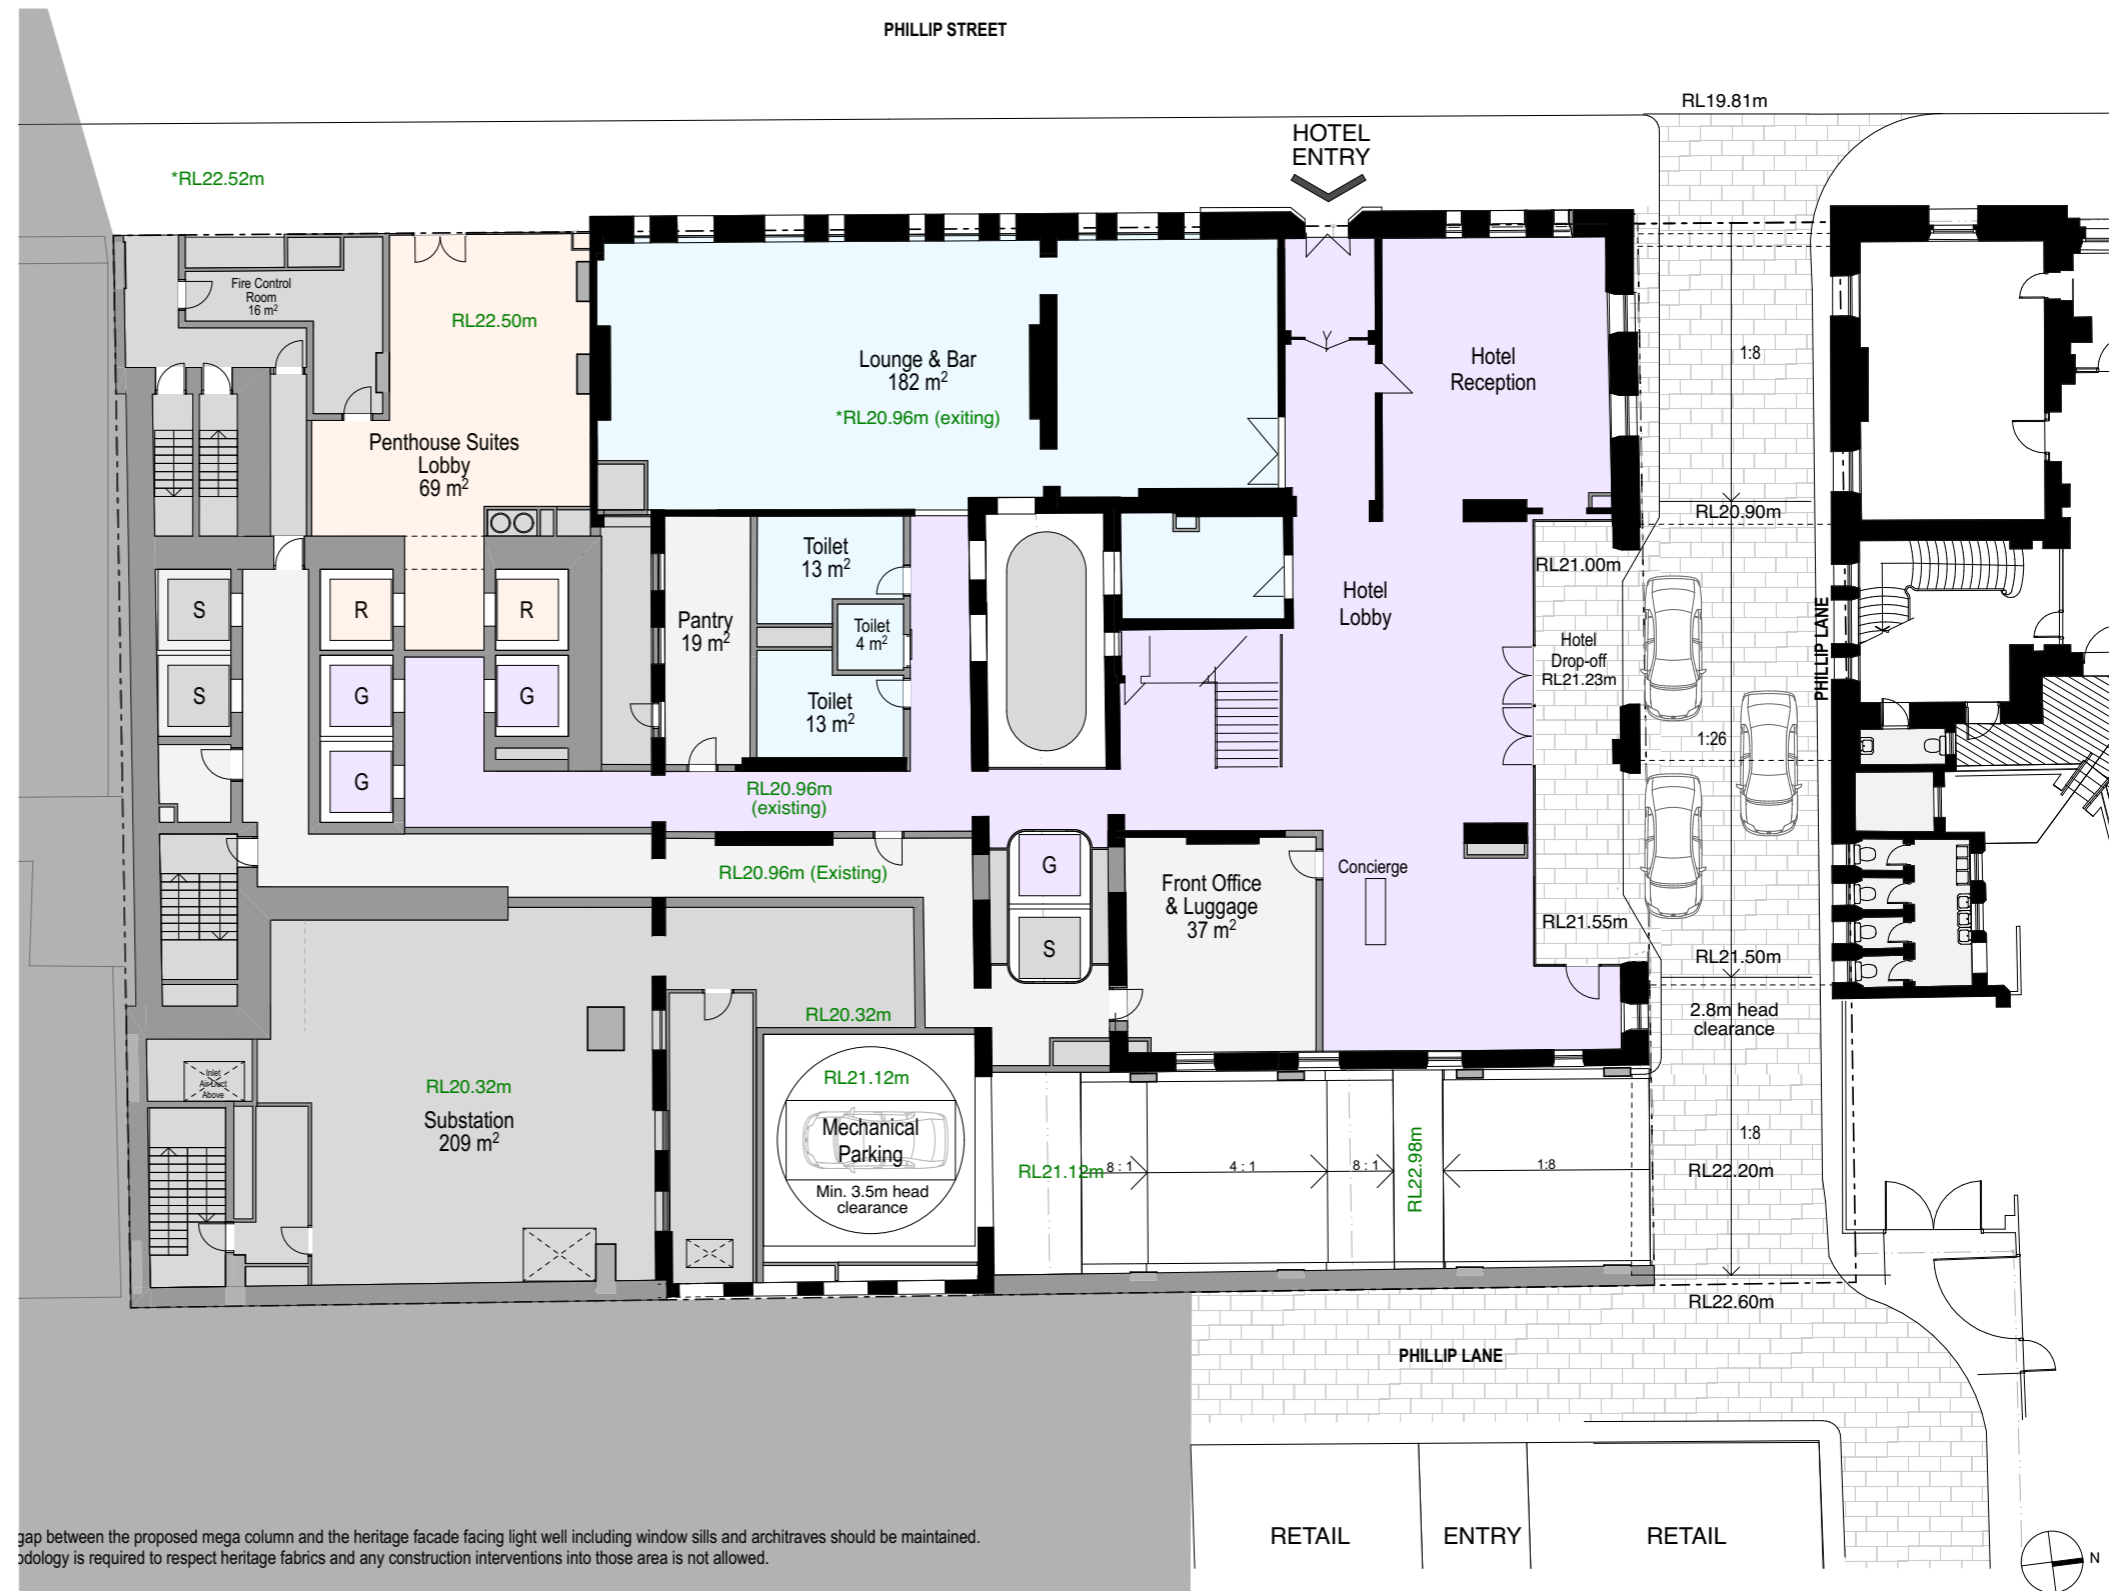 PHILLIP STREET
RL19.81m
HOTEL
ENTRY
*RL22.52m
Fire Control
Room
16 m²
RL22.50m
Lounge & Bar
182 m²
*RL20.96m (exiting)
Hotel
Reception
1:8
Penthouse Suites
Lobby
69 m²
RL20.90m
Toilet
13 m²
RL21.00m
S
R
R
Pantry
19 m²
Toilet
4 m²
Hotel
Lobby
PHILLIP LANE
Hotel
Drop-off
RL21.23m
S
G
G
Toilet
13 m²
1:26
G
RL20.96m
(existing)
RL20.96m (Existing)
G
Concierge
Front Office
& Luggage
37 m²
S
RL21.55m
RL21.50m
2.8m head
clearance
RL20.32m
Inlet
Air Duct
Above
RL20.32m
Substation
209 m²
RL21.12m
Mechanical
Parking
Min. 3.5m head
clearance
RL21.12m
8 : 1
4 : 1
8 : 1
RL22.98m
1:8
1:8
RL22.20m
RL22.60m
PHILLIP LANE
RETAIL
ENTRY
RETAIL
gap between the proposed mega column and the heritage facade facing light well including window sills and architraves should be maintained.
odology is required to respect heritage fabrics and any construction interventions into those area is not allowed.
N